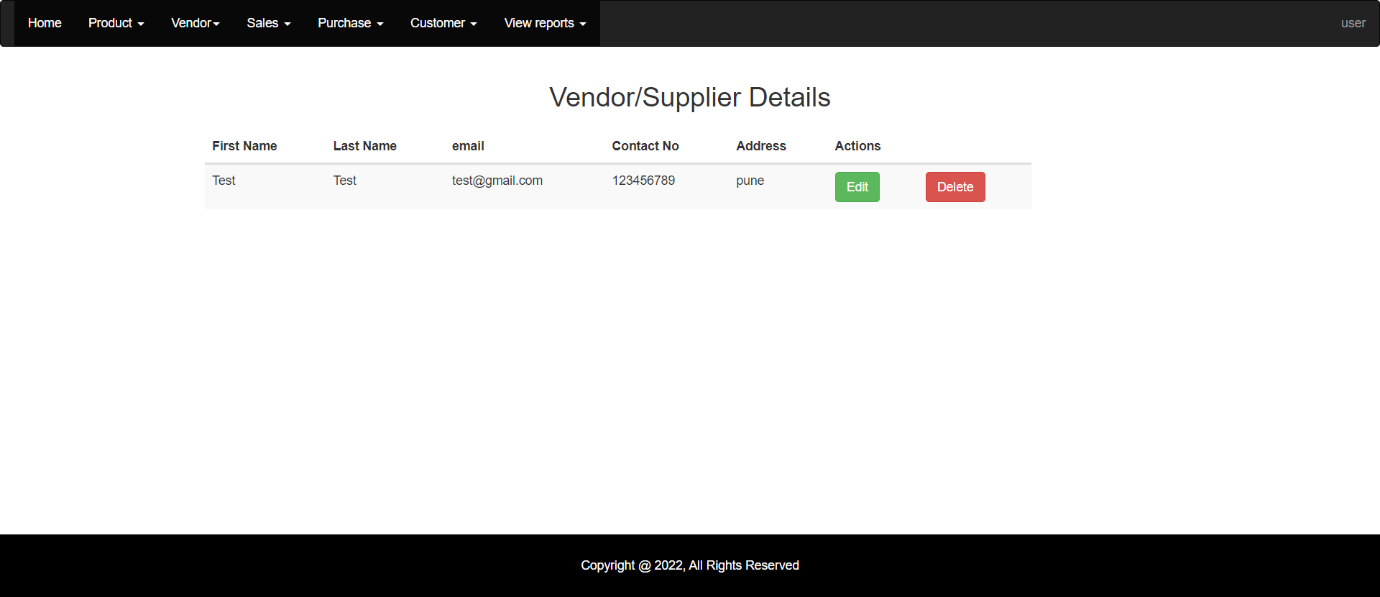 Home Product Vendor Sales Purchase Customer View reports user
Vendor/Supplier Details
First Name Last Name email Contact No Address Actions
Test Test test@gmail.com 123456789 pune Edit Delete
Copyright @ 2022, All Rights Reserved